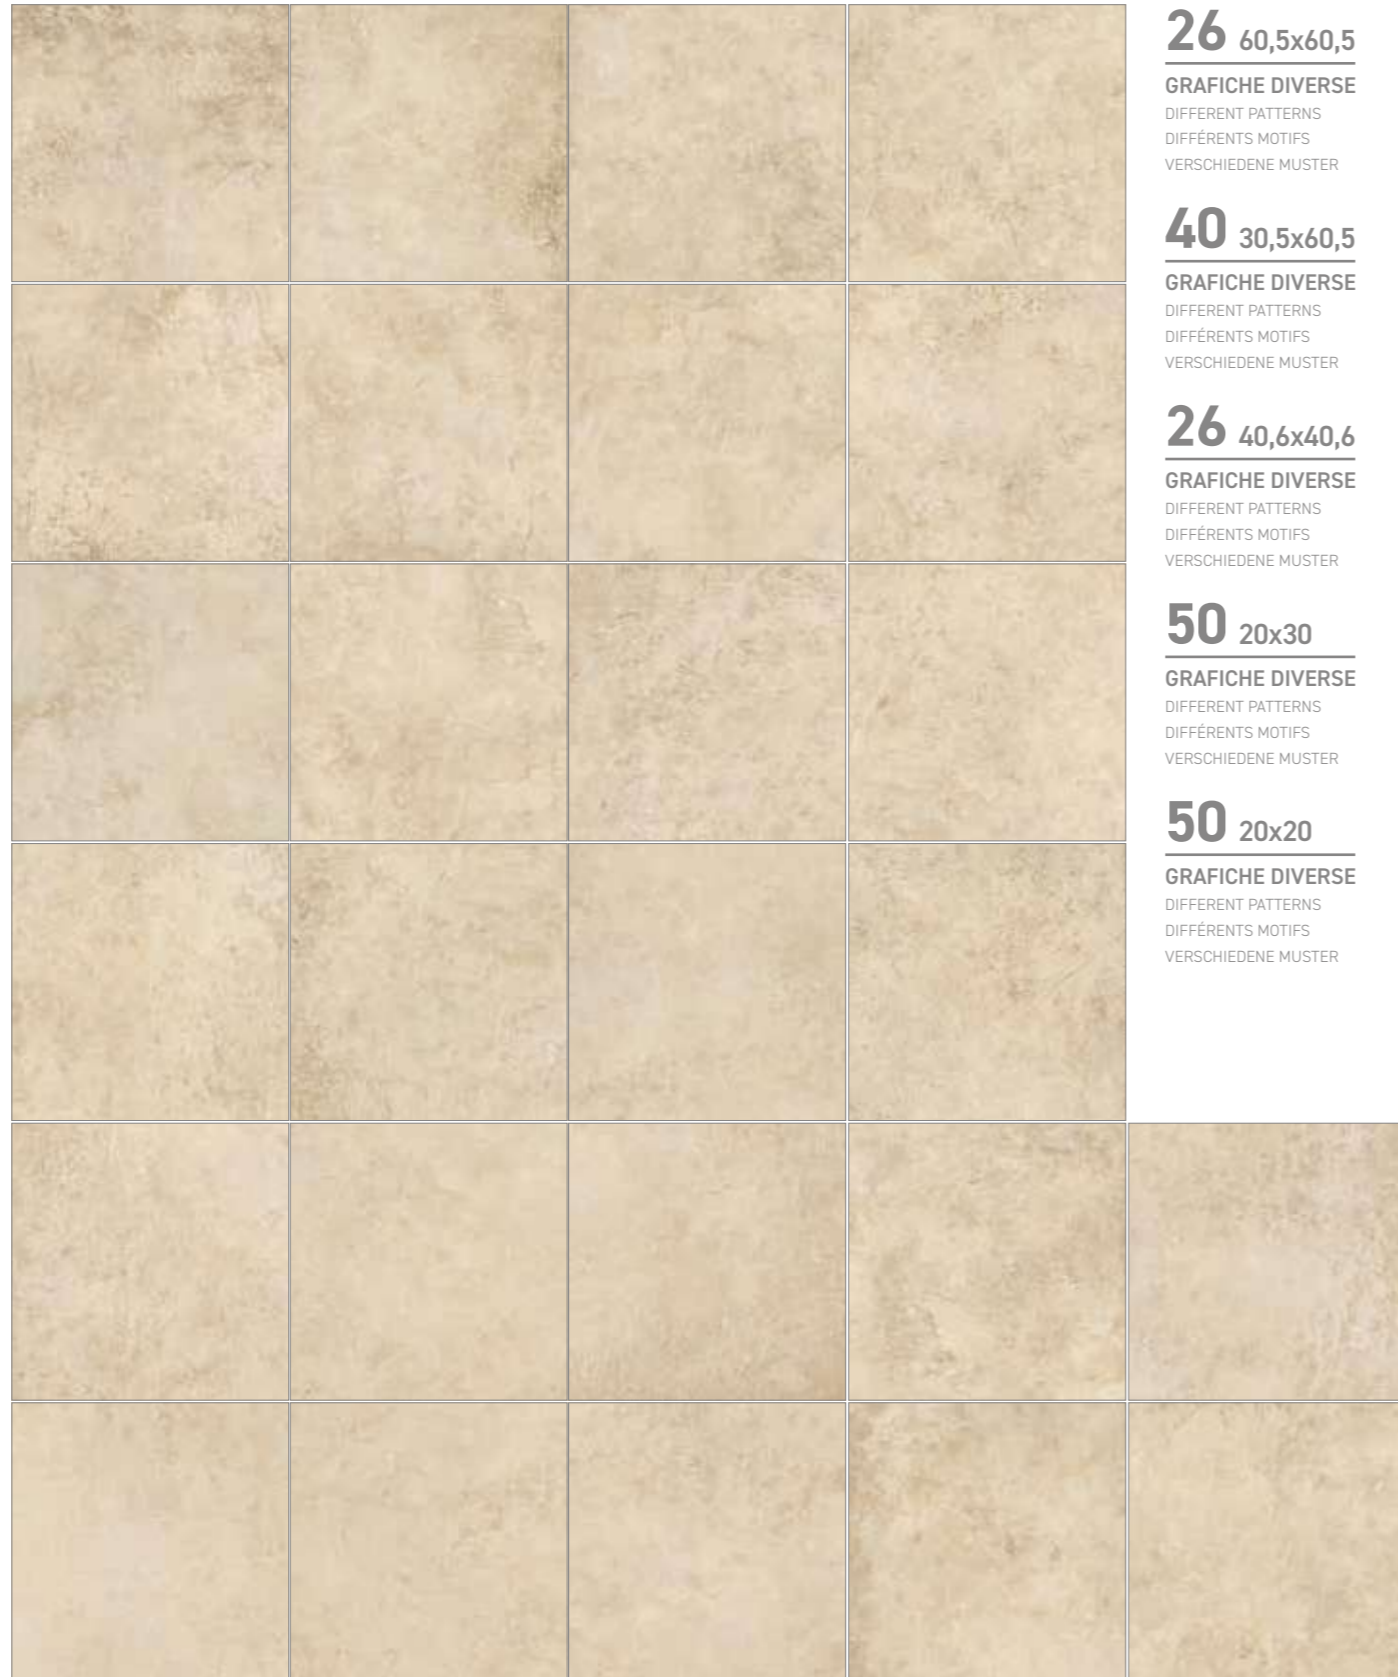 26 60,5x60,5
GRAFICHE DIVERSE
DIFFERENT PATTERNS
DIFFÉRENTS MOTIFS
VERSCHIEDENE MUSTER
40 30,5x60,5
GRAFICHE DIVERSE
DIFFERENT PATTERNS
DIFFÉRENTS MOTIFS
VERSCHIEDENE MUSTER
26 40,6x40,6
GRAFICHE DIVERSE
DIFFERENT PATTERNS
DIFFÉRENTS MOTIFS
VERSCHIEDENE MUSTER
50 20x30
GRAFICHE DIVERSE
DIFFERENT PATTERNS
DIFFÉRENTS MOTIFS
VERSCHIEDENE MUSTER
50 20x20
GRAFICHE DIVERSE
DIFFERENT PATTERNS
DIFFÉRENTS MOTIFS
VERSCHIEDENE MUSTER